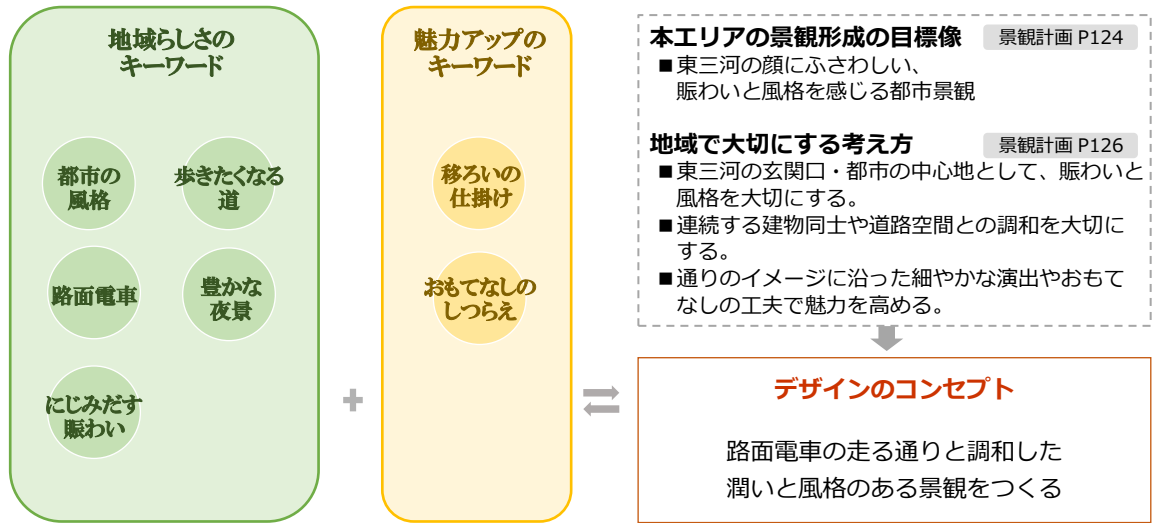 地域らしさの
キーワード
都市の
風格
歩きたくなる
道
路面電車
豊かな
夜景
にじみだす
賑わい
+
魅力アップの
キーワード
移ろいの
仕掛け
おもてなしの
しつらえ
本エリアの景観形成の目標像 景観計画 P124
■東三河の顔にふさわしい、
賑わいと風格を感じる都市景観
地域で大切にする考え方 景観計画 P126
■東三河の玄関口・都市の中心地として、賑わいと
風格を大切にする。
■連続する建物同士や道路空間との調和を大切に
する。
■通りのイメージに沿った細やかな演出やおもて
なしの工夫で魅力を高める。
デザインのコンセプト
路面電車の走る通りと調和した
潤いと風格のある景観をつくる